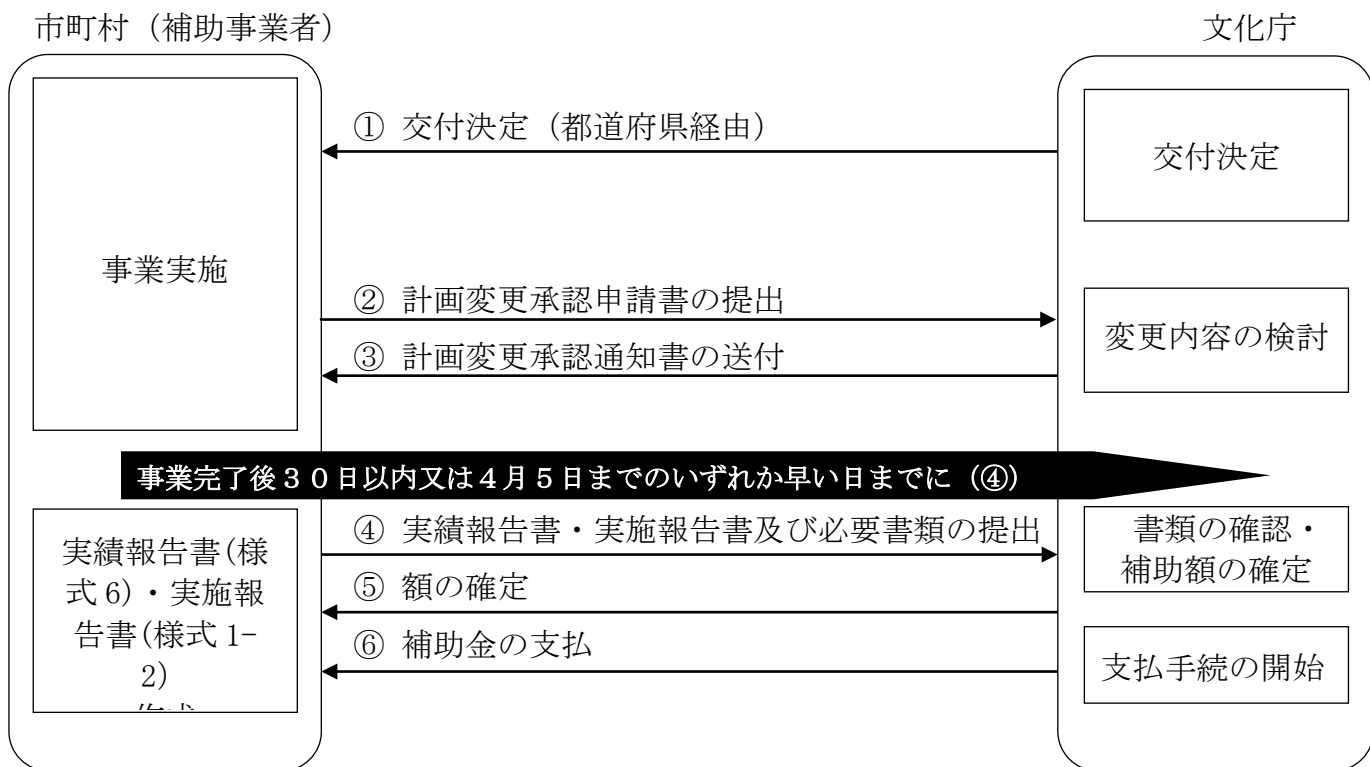 市町村（補助事業者）
文化庁
① 交付決定（都道府県経由）
交付決定
事業実施
② 計画変更承認申請書の提出
変更内容の検討
③ 計画変更承認通知書の送付
事業完了後３０日以内又は４月５日までのいずれか早い日までに（④）
④ 実績報告書・実施報告書及び必要書類の提出
書類の確認・
補助額の確定
実績報告書(様
式 6)・実施報
告書(様式 1-
2)
⑤ 額の確定
⑥ 補助金の支払
支払手続の開始